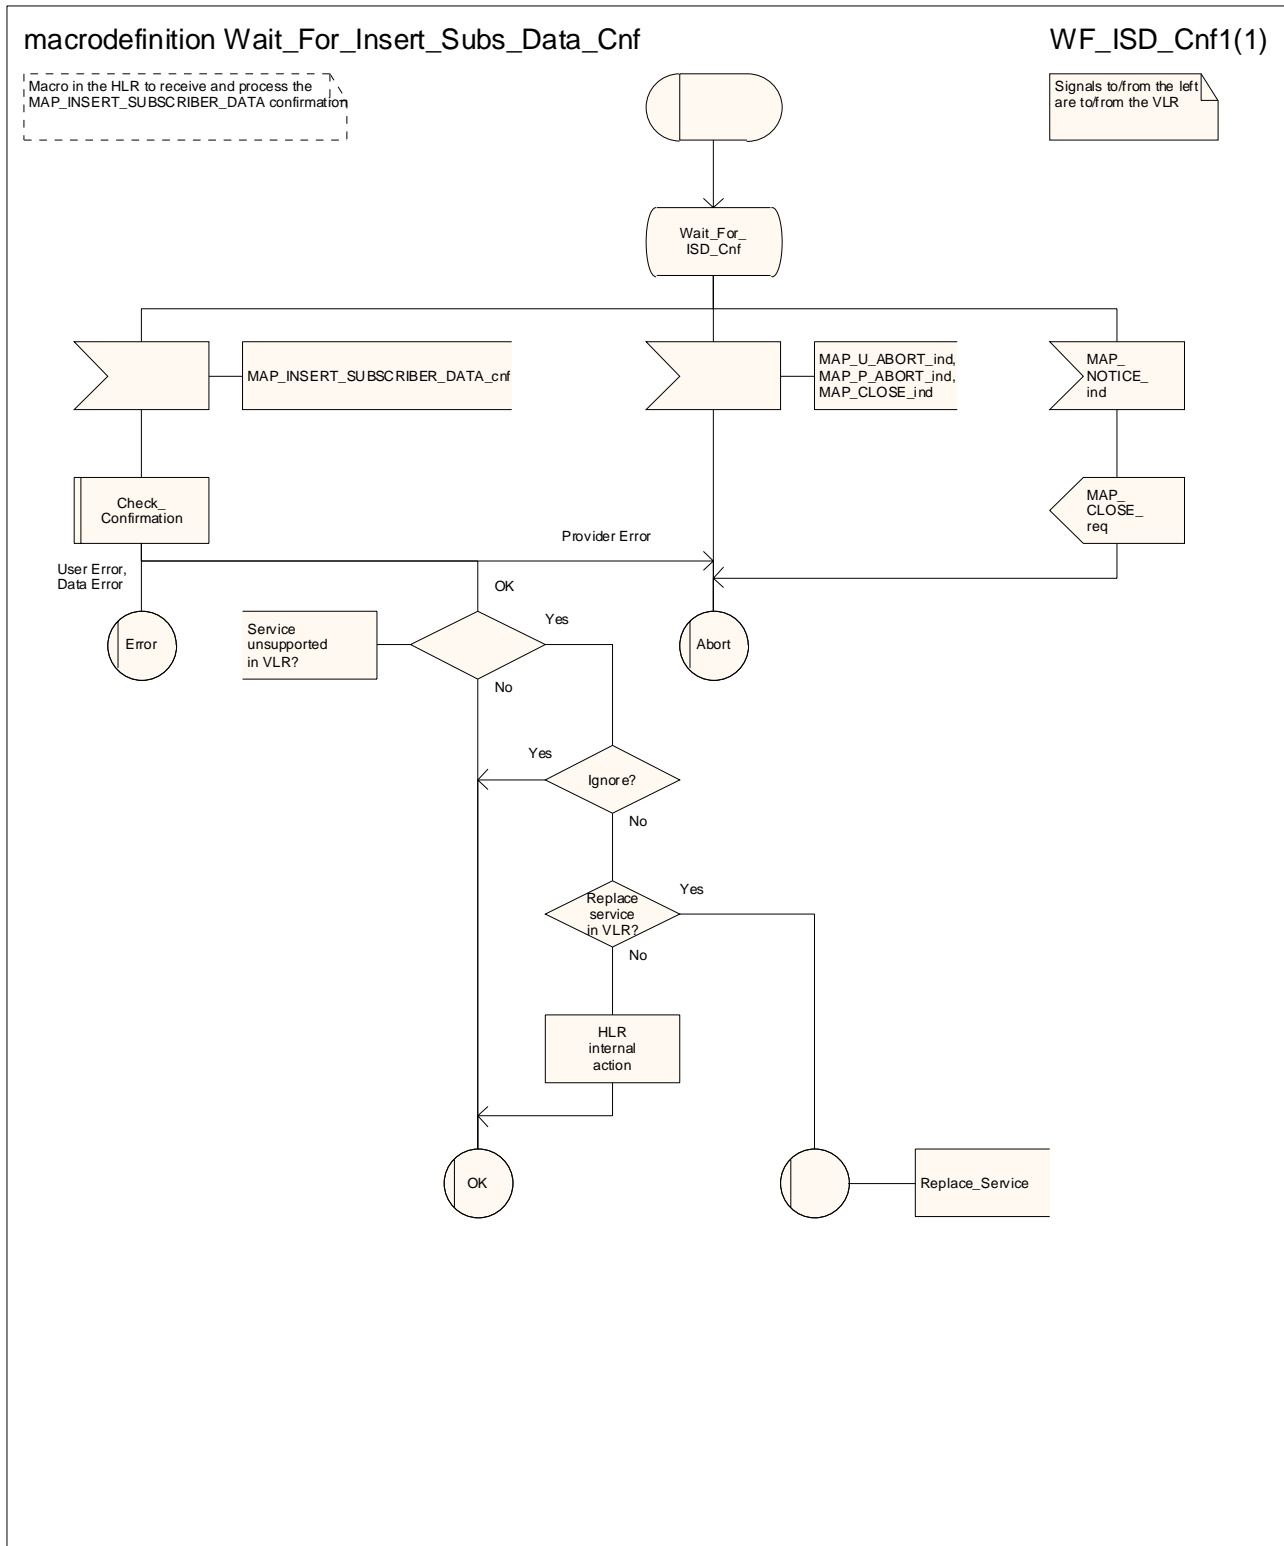 macrodefinition Wait_For_Insert_Subs_Data_Cnf
WF_ISD_Cnf1(1)
Macro in the HLR to receive and process the
MAP_INSERT_SUBSCRIBER_DATA confirmation
Signals to/from the left
are to/from the VLR
Wait_For_
ISD_Cnf
MAP_INSERT_SUBSCRIBER_DATA_cnf
MAP_U_ABORT_ind,
MAP_P_ABORT_ind,
MAP_CLOSE_ind
MAP_
NOTICE_
ind
Check_
Confirmation
MAP_
CLOSE_
req
Provider Error
User Error,
Data Error
OK
Error
Service
unsupported
in VLR?
Yes
Abort
No
Yes
Ignore?
No
Replace
service
in VLR?
Yes
No
HLR
internal
action
OK
Replace_Service